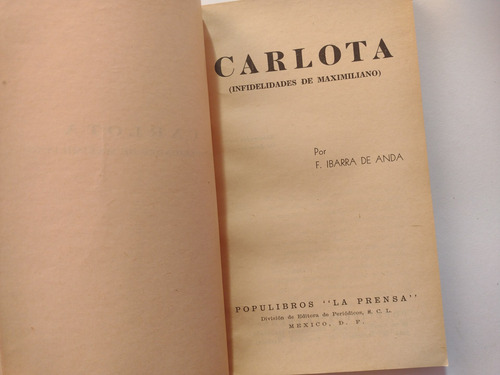 CARLOTA
(INFIDELIDADES DE MAXIMILIANO)
Por
F. IBARRA DE ANDA
POPULIBROS "LA PRENSA"
División de Editora de Periódicos, S. C. L.
MEXICO, D. F.